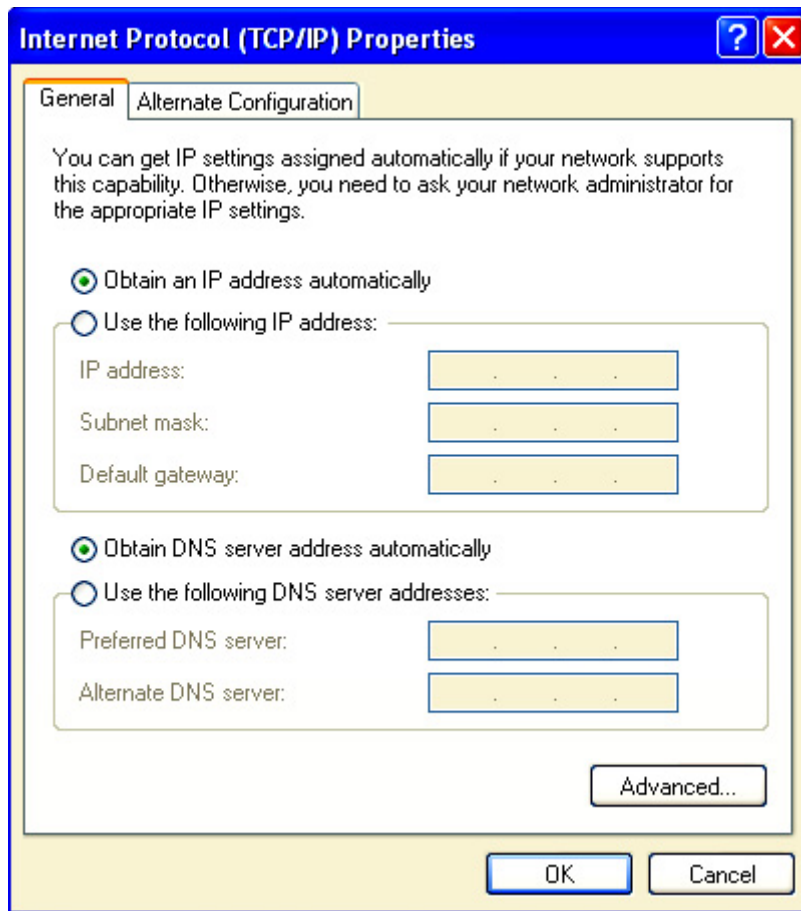 Internet Protocol (TCP/IP) Properties
General
Alternate Configuration
You can get IP settings assigned automatically if your network supports
this capability. Otherwise, you need to ask your network administrator for
the appropriate IP settings.
Obtain an IP address automatically
Use the following IP address:
IP address:
Subnet mask:
Default gateway:
Obtain DNS server address automatically
Use the following DNS server addresses:
Preferred DNS server:
Alternate DNS server:
Advanced...
OK
Cancel